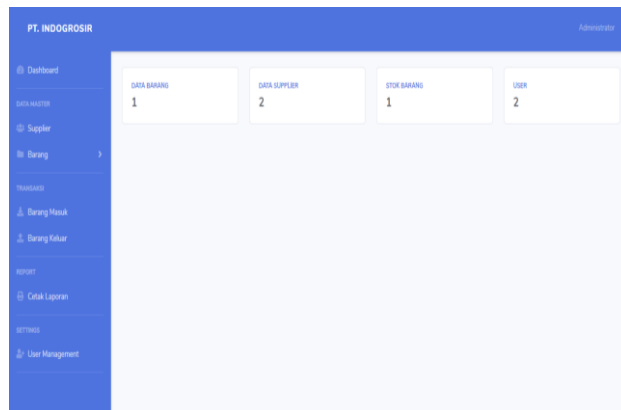 PT. INDOGROSIR
Administrator
Dashboard
DATA MASTER
Supplier
Barang
TRANSAKSI
Barang Masuk
Barang Keluar
REPORT
Cetak Laporan
SETTINGS
User Management
DATA BARANG
1
DATA SUPPLIER
2
STOK BARANG
1
USER
2